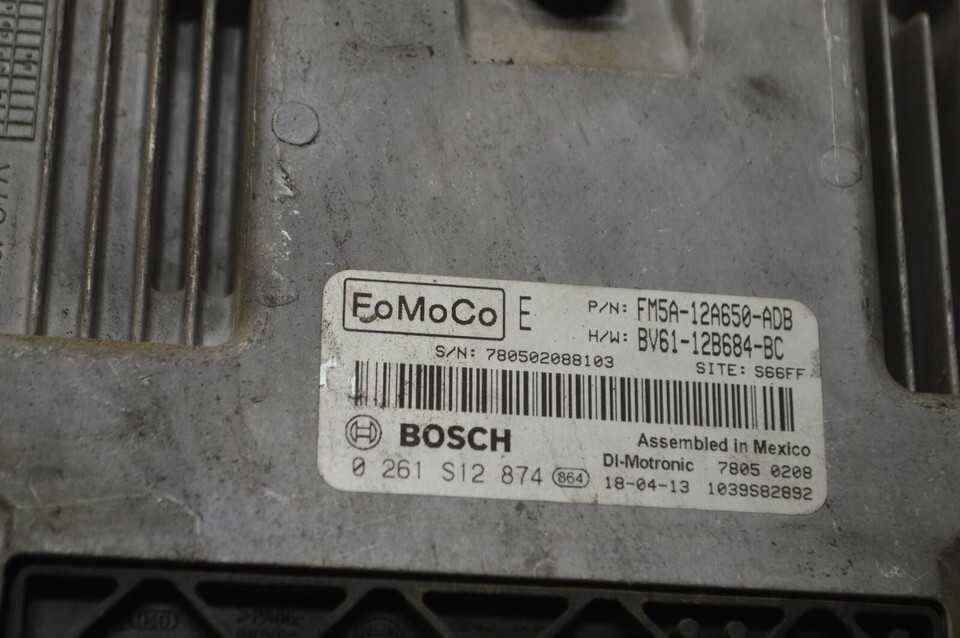 FoMoCo E P/N: FM5A-12A650-ADB
H/W: BV61-12B684-BC
S/N: 780502088103 SITE: S66FF
BOSCH Assembled in Mexico
DI-Motronic 7805 0208
0 261 S12 874 864 18-04-13 1039S82892